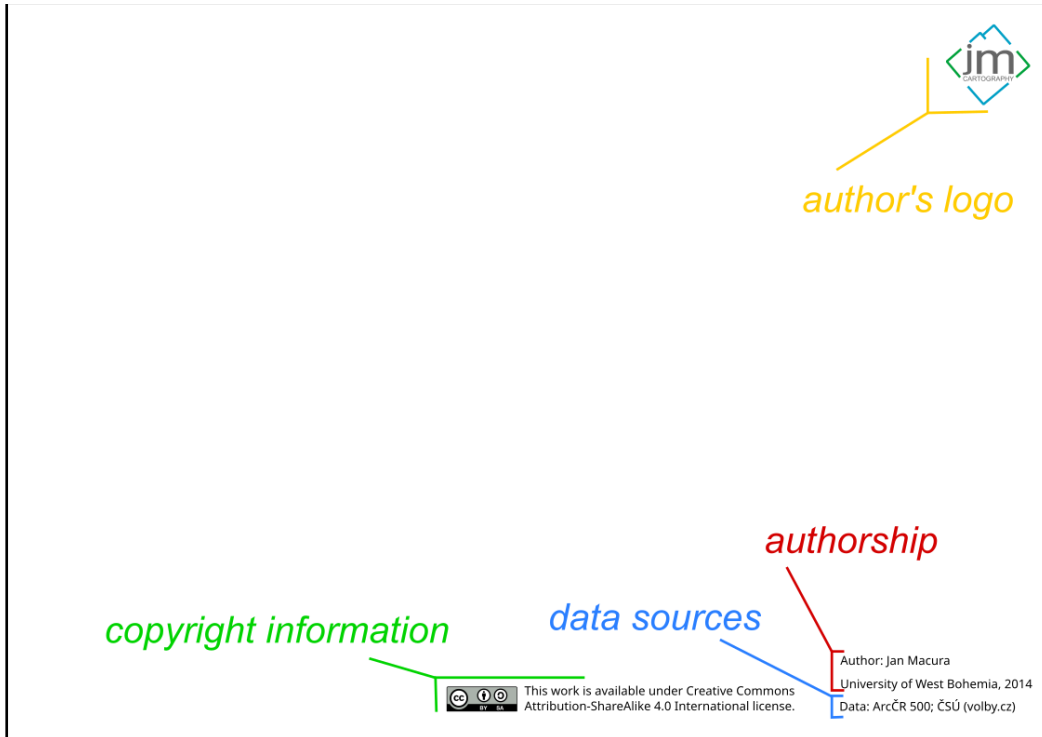 jm
CARTOGRAPHY
author's logo
authorship
data sources
copyright information
Author: Jan Macura
University of West Bohemia, 2014
Data: ArcČR 500; ČSÚ (volby.cz)
cc
BY SA
This work is available under Creative Commons
Attribution-ShareAlike 4.0 International license.